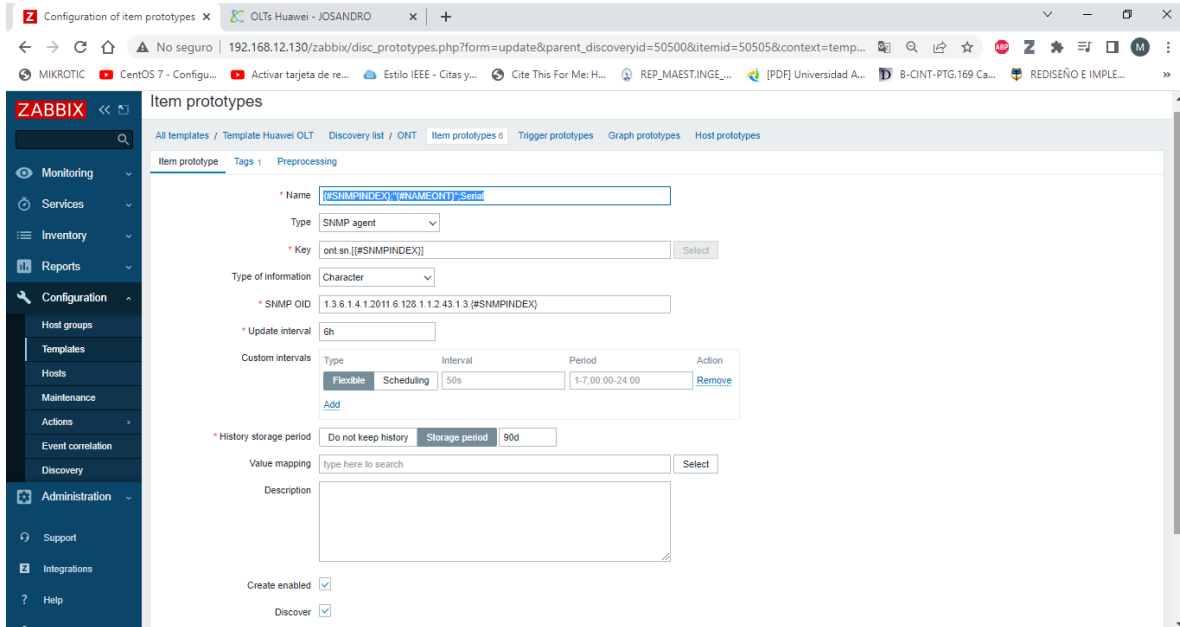 Z Configuration of item prototypes × OLTs Huawei - JOSANDRO × +
No seguro | 192.168.12.130/zabbix/disc_prototypes.php?form=update&parent_discoveryid=50500&itemid=50505&context=temp... ABP Z M
MIKROTIC CentOS 7 - Configu... Activar tarjeta de re... Estilo IEEE - Citas y... Cite This For Me: H... REP_MAEST.INGE_... [PDF] Universidad A... D B-CINT-PTG.169 Ca... REDISEÑO E IMPLE... »
ZABBIX
Item prototypes
All templates / Template Huawei OLT Discovery list / ONT Item prototypes 6 Trigger prototypes Graph prototypes Host prototypes
Item prototype Tags 1 Preprocessing
Monitoring
Services
Inventory
Reports
Configuration
Host groups
Templates
Hosts
Maintenance
Actions
Event correlation
Discovery
Administration
Support
Z Integrations
? Help
* Name {#SNMPINDEX};"{#NAMEONT}";Serial
Type SNMP agent
* Key ont.sn.[{#SNMPINDEX}] Select
Type of information Character
* SNMP OID 1.3.6.1.4.1.2011.6.128.1.1.2.43.1.3.{#SNMPINDEX}
* Update interval 6h
Custom intervals Type Interval Period Action
Flexible Scheduling 50s 1-7,00:00-24:00 Remove
Add
* History storage period Do not keep history Storage period 90d
Value mapping type here to search Select
Description
Create enabled
Discover